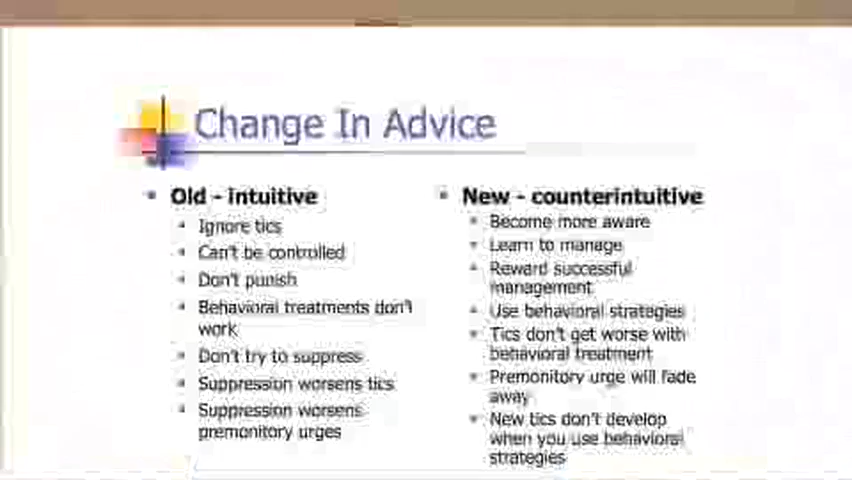 Change In Advice
Old - intuitive
Ignore tics
Can't be controlled
Don't punish
Behavioral treatments don't
work
Don't try to suppress
Suppression worsens tics
Suppression worsens
premonitory urges
New - counterintuitive
Become more aware
Learn to manage
Reward successful
management
Use behavioral strategies
Tics don't get worse with
behavioral treatment
Premonitory urge will fade
away
New tics don't develop
when you use behavioral
strategies